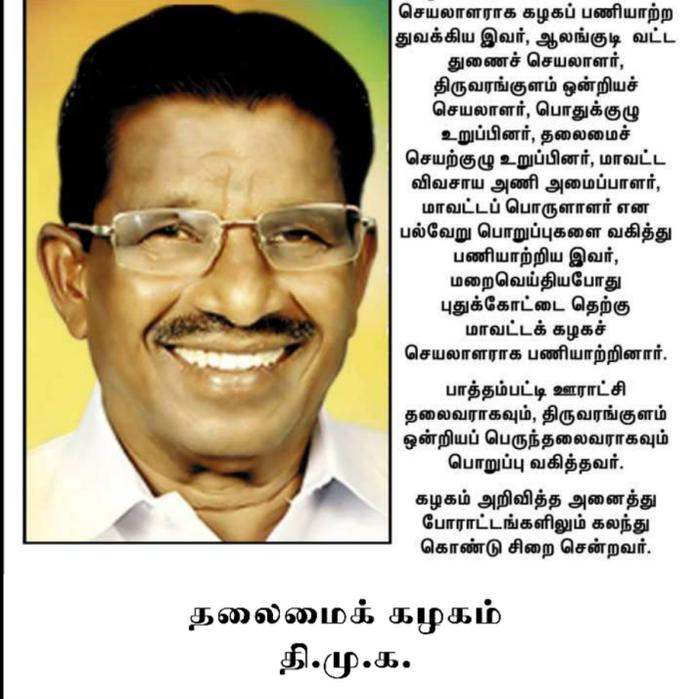 செயலாளராக கழகப் பணியாற்ற
துவக்கிய இவர், ஆலங்குடி வட்ட
துணைச் செயலாளர்,
திருவரங்குளம் ஒன்றியச்
செயலாளர், பொதுக்குழு
உறுப்பினர், தலைமைச்
செயற்குழு உறுப்பினர், மாவட்ட
விவசாய அணி அமைப்பாளர்,
மாவட்டப் பொருளாளர் என
பல்வேறு பொறுப்புகளை வகித்து
பணியாற்றிய இவர்,
மறைவெய்தியபோது
புதுக்கோட்டை தெற்கு
மாவட்டக் கழகச்
செயலாளராக பணியாற்றினார்.
பாத்தம்பட்டி ஊராட்சி
தலைவராகவும், திருவரங்குளம்
ஒன்றியப் பெருந்தலைவராகவும்
பொறுப்பு வகித்தவர்.
கழகம் அறிவித்த அனைத்து
போராட்டங்களிலும் கலந்து
கொண்டு சிறை சென்றவர்.
தலைமைக் கழகம்
தி.மு.க.